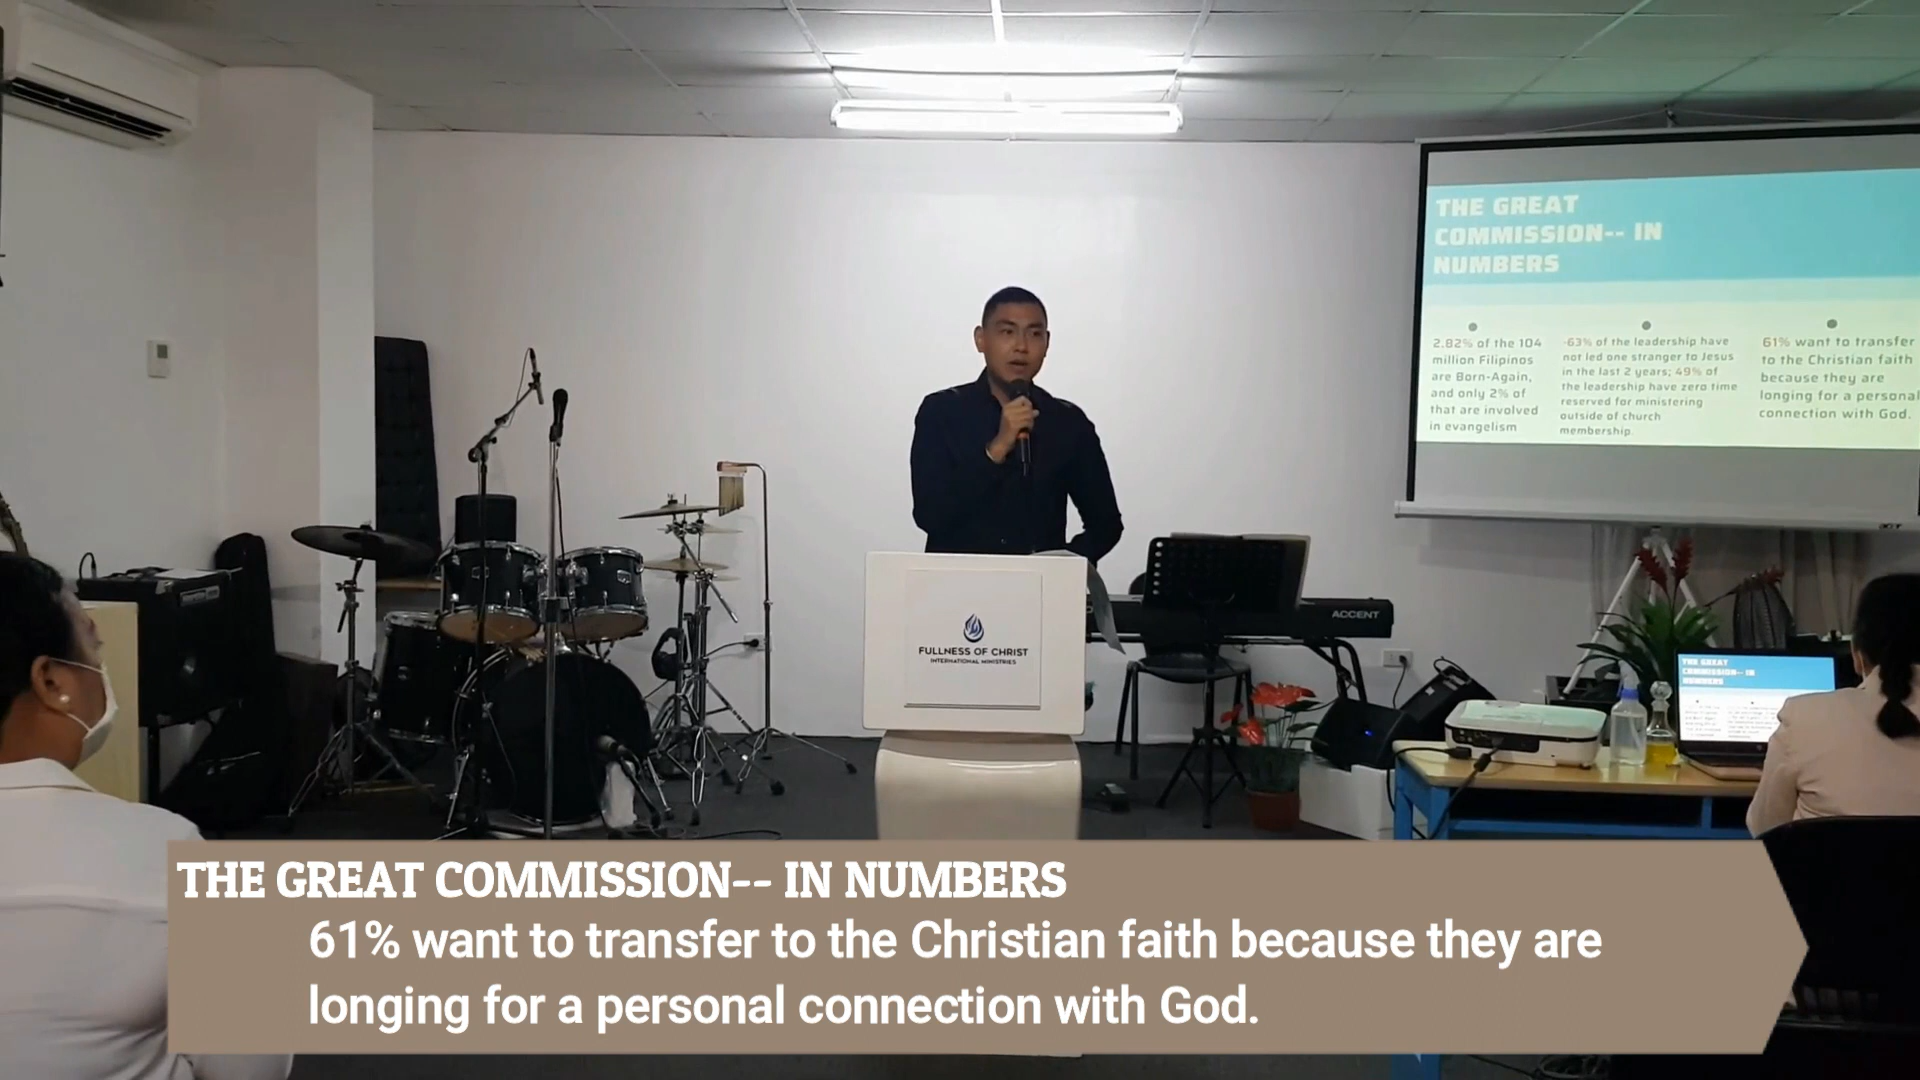 THE GREAT
COMMISSION-- IN
NUMBERS
2.82% of the 104
million Filipinos
are Born-Again,
and only 2% of
that are involved
in evangelism
-63% of the leadership have
not led one stranger to Jesus
in the last 2 years; 49% of
the leadership have zero time
reserved for ministering
outside of church
membership.
61% want to transfer
to the Christian faith
because they are
longing for a personal
connection with God.
acer
FULLNESS OF CHRIST
INTERNATIONAL MINISTRIES
ACCENT
THE GREAT
COMMISSION-- IN
NUMBERS
THE GREAT COMMISSION-- IN NUMBERS
61% want to transfer to the Christian faith because they are
longing for a personal connection with God.